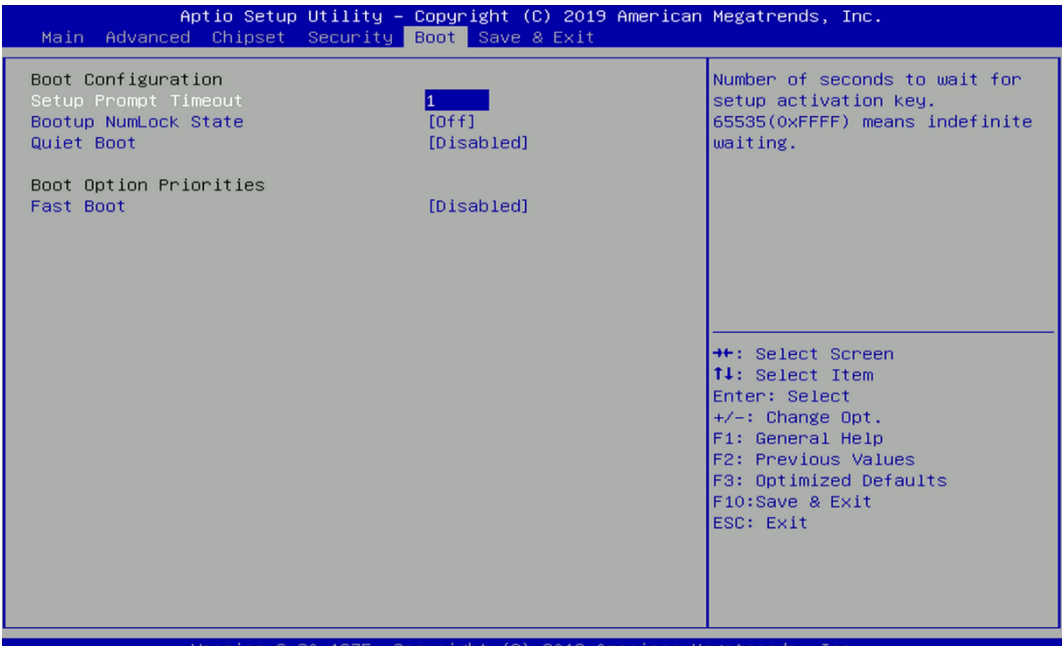 Aptio Setup Utility – Copyright (C) 2019 American Megatrends, Inc.
Main Advanced Chipset Security Boot Save & Exit
Boot Configuration
Setup Prompt Timeout 1
Bootup NumLock State [Off]
Quiet Boot [Disabled]
Boot Option Priorities
Fast Boot [Disabled]
Number of seconds to wait for
setup activation key.
65535(0xFFFF) means indefinite
waiting.
→←: Select Screen
↑↓: Select Item
Enter: Select
+/-: Change Opt.
F1: General Help
F2: Previous Values
F3: Optimized Defaults
F10:Save & Exit
ESC: Exit